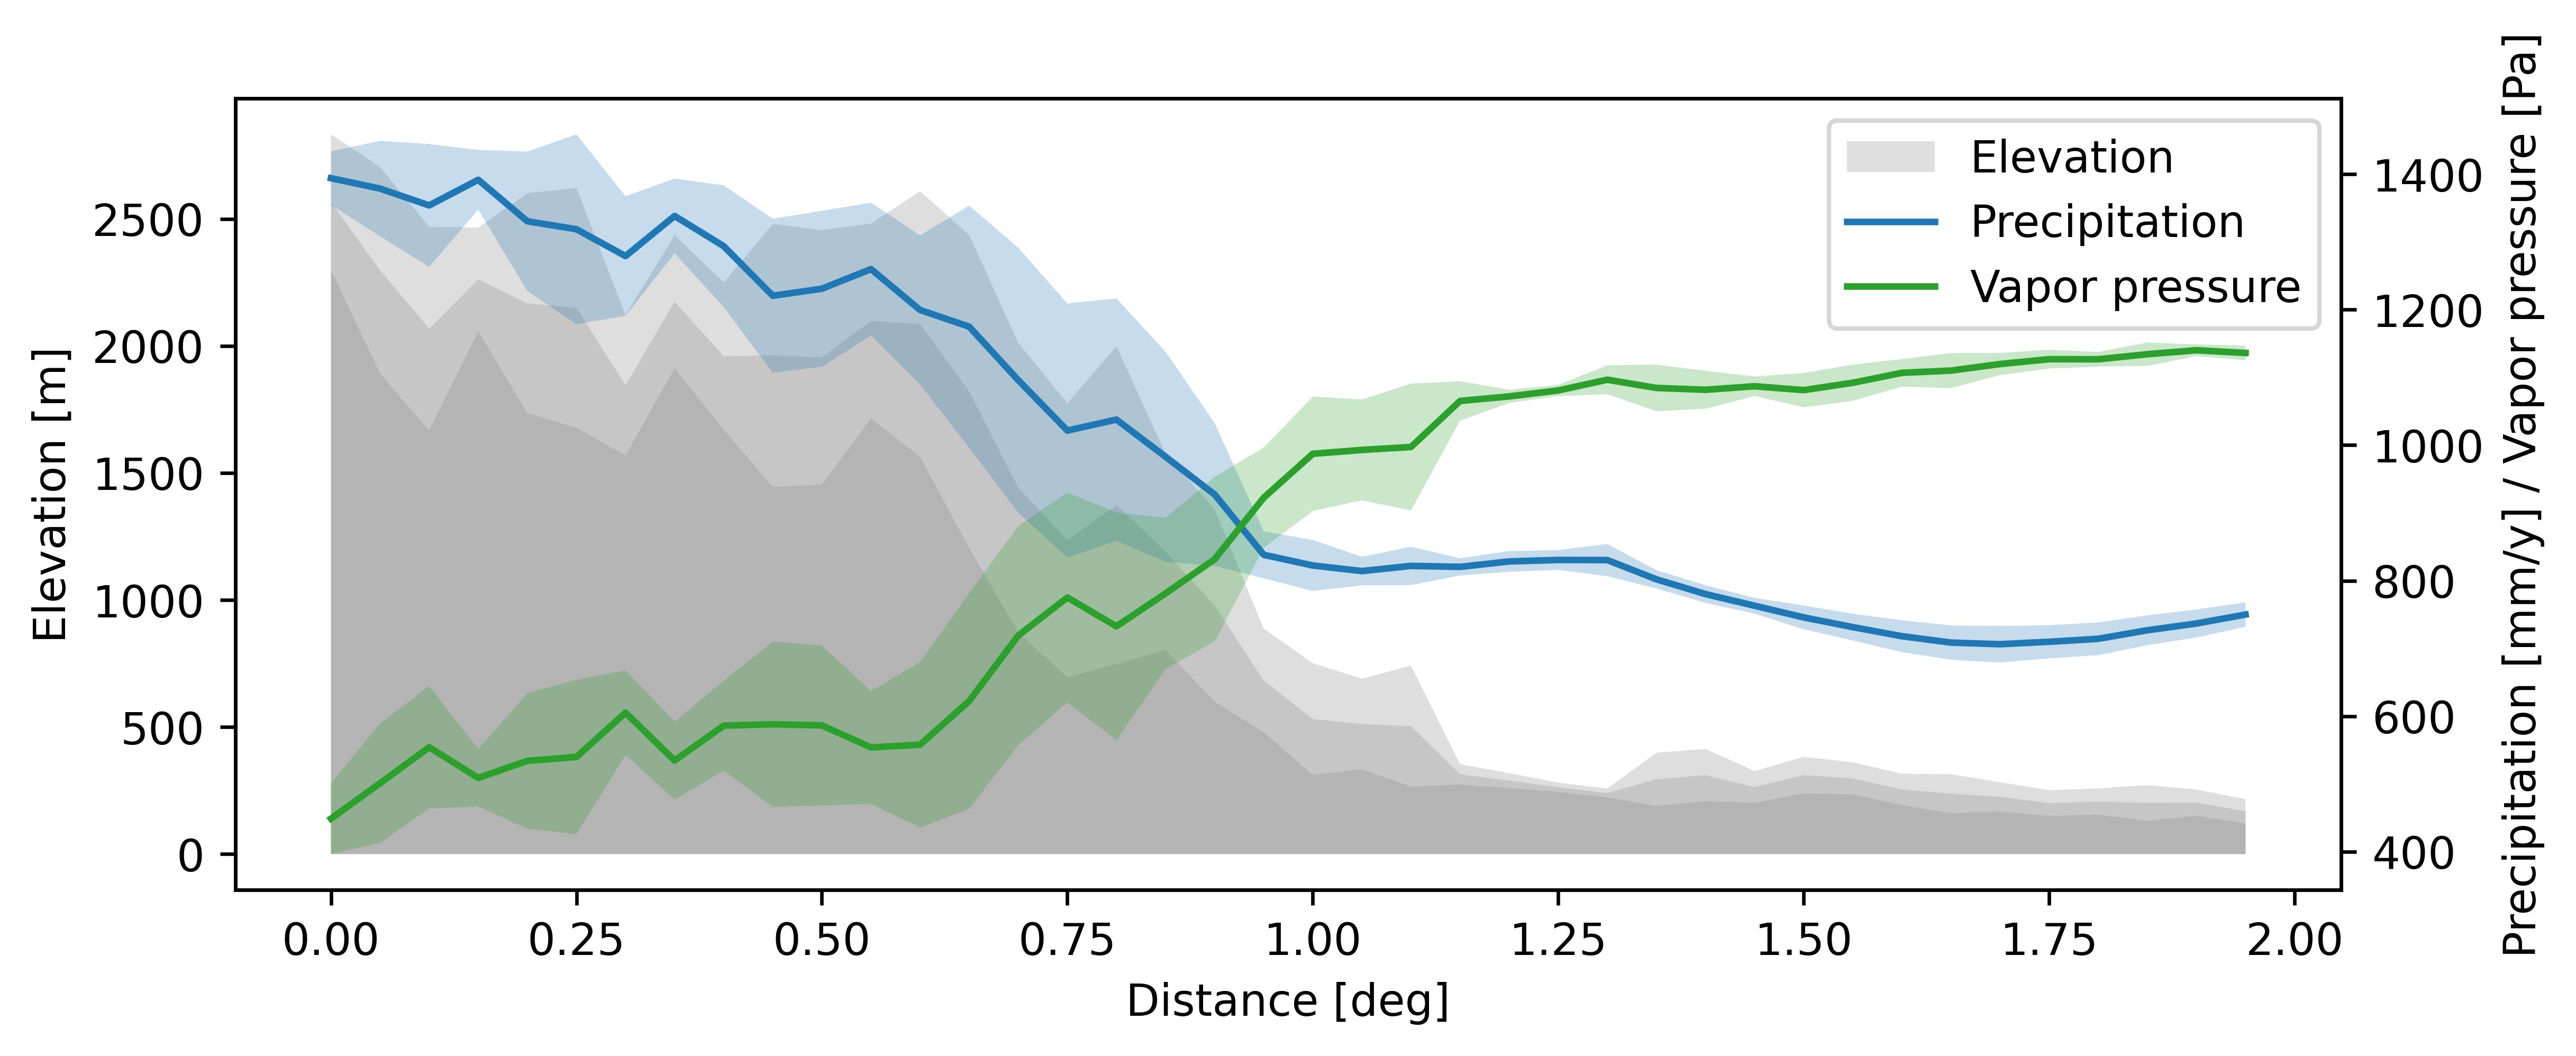 Elevation
Precipitation
Vapor pressure
Elevation [m]
2500
2000
1500
1000
500
0
1400
1200
1000
800
600
400
Precipitation [mm/y] / Vapor pressure [Pa]
0.00 0.25 0.50 0.75 1.00 1.25 1.50 1.75 2.00
Distance [deg]